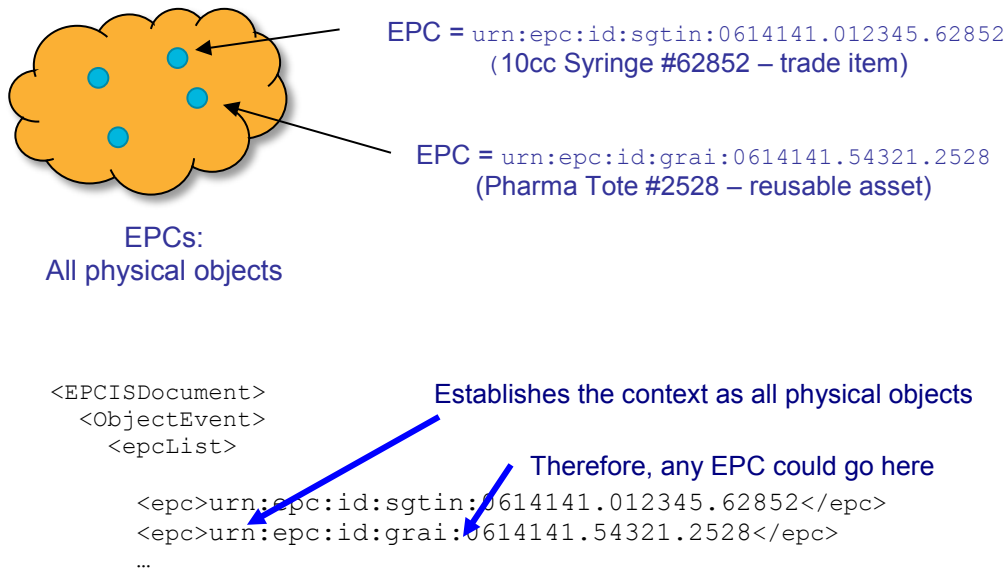 EPC = urn:epc:id:sgtin:0614141.012345.62852
(10cc Syringe #62852 – trade item)
EPC = urn:epc:id:grai:0614141.54321.2528
(Pharma Tote #2528 – reusable asset)
EPCs:
All physical objects
<EPCISDocument>
<ObjectEvent>
<epcList>
Establishes the context as all physical objects
Therefore, any EPC could go here
<epc>urn:epc:id:sgtin:0614141.012345.62852</epc>
<epc>urn:epc:id:grai:0614141.54321.2528</epc>
…